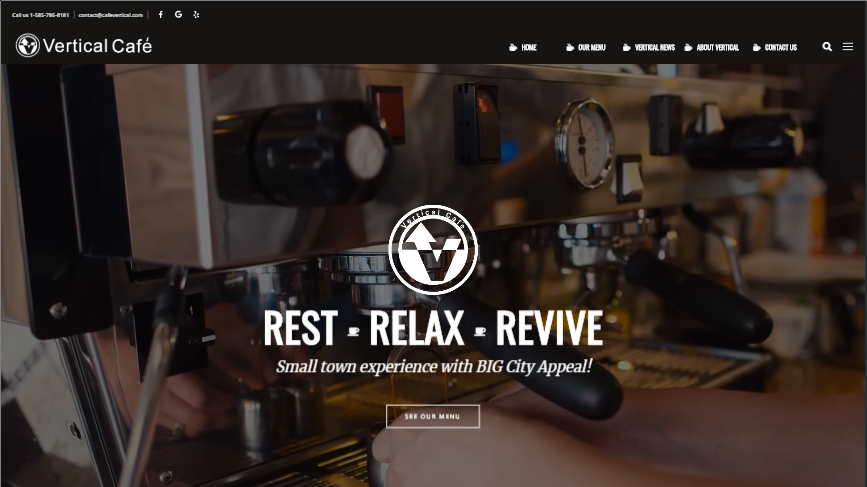 Call us 1-585-786-8181 | contact@cafevertical.com
Vertical Café
HOME
OUR MENU
VERTICAL NEWS
ABOUT VERTICAL
CONTACT US
Vertical Cafe
REST RELAX REVIVE
Small town experience with BIG City Appeal!
SEE OUR MENU